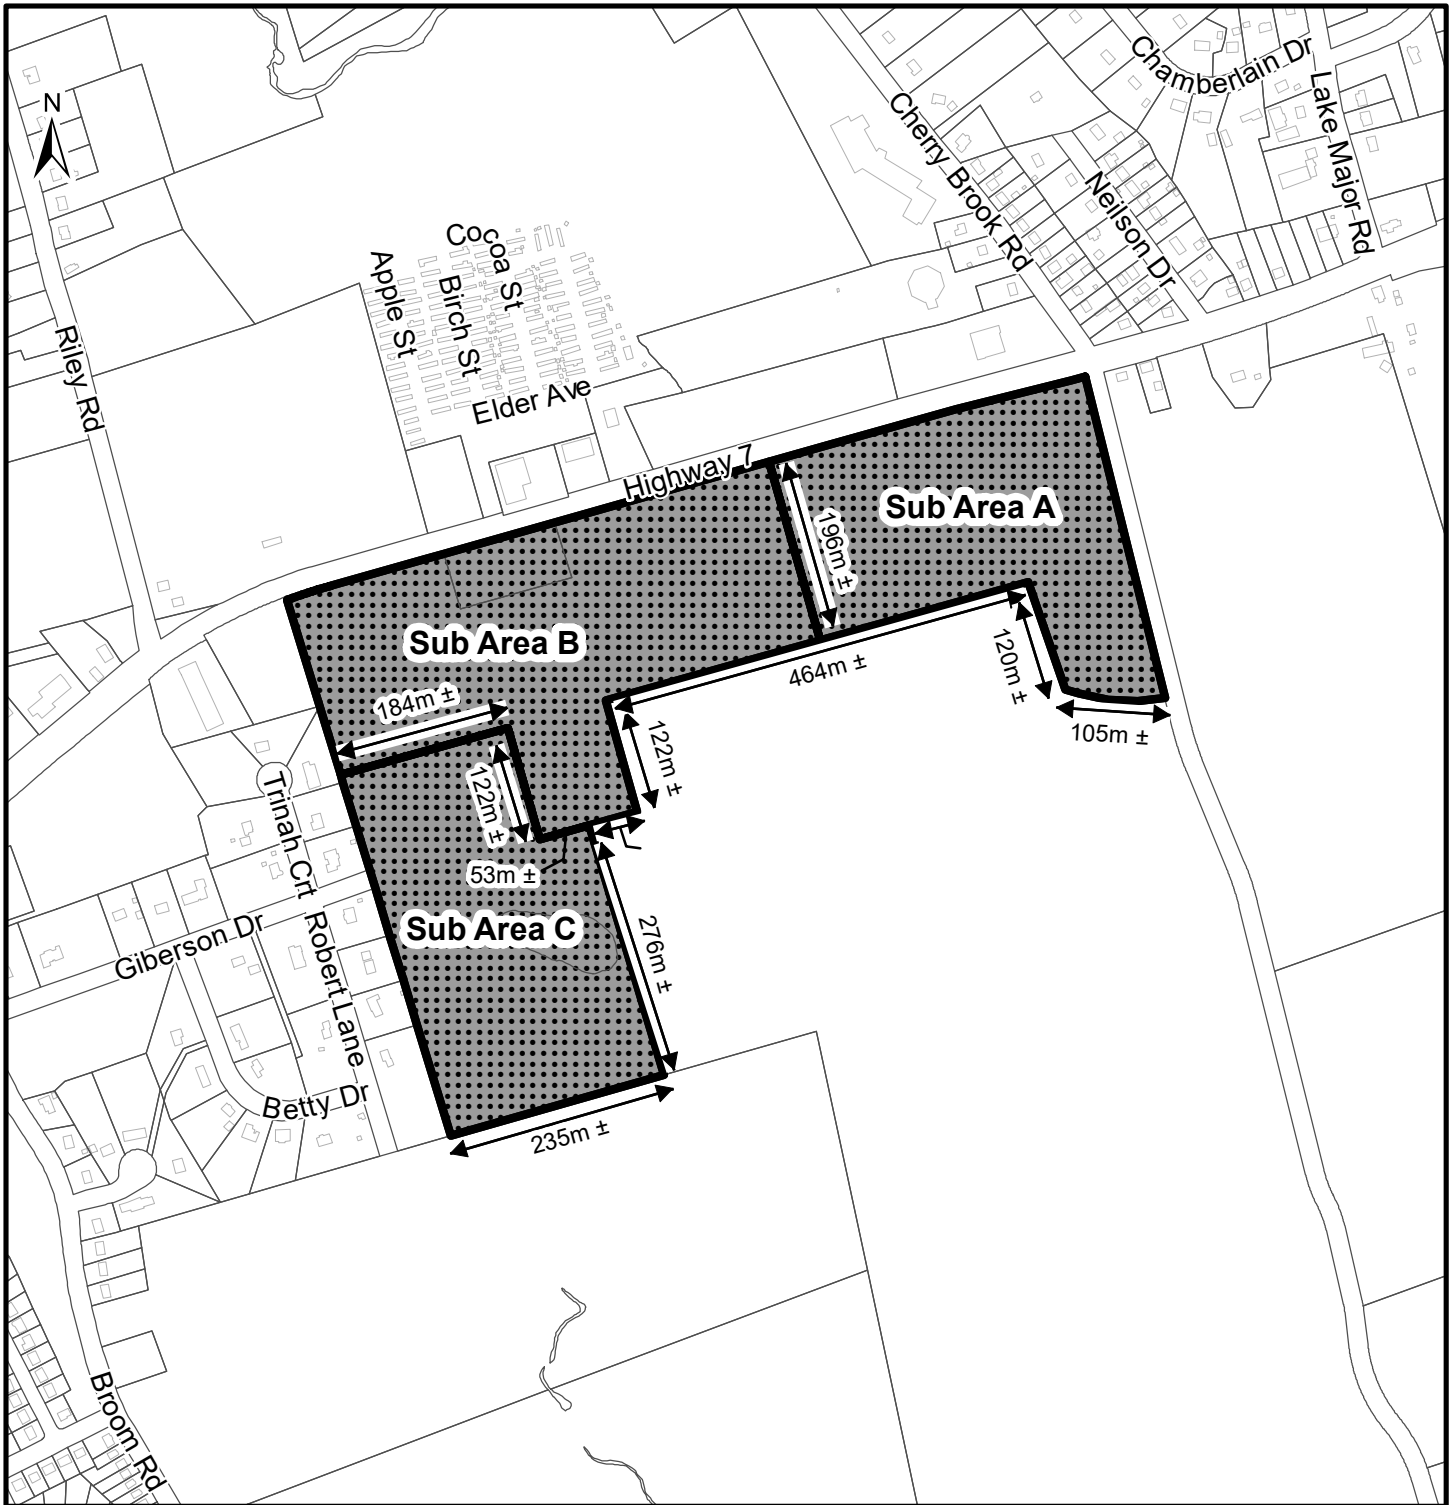 Chamberlain Dr
Lake Major Rd
Cherry Brook Rd
Neilson Dr
N
Cocoa St
Apple St
Birch St
Elder Ave
Riley Rd
Highway 7
Sub Area A
196m ±
Sub Area B
464m ±
120m ±
184m ±
105m ±
122m ±
122m ±
Trinah Crt
53m ±
Sub Area C
Giberson Dr
276m ±
Robert Lane
Betty Dr
235m ±
Broom Rd